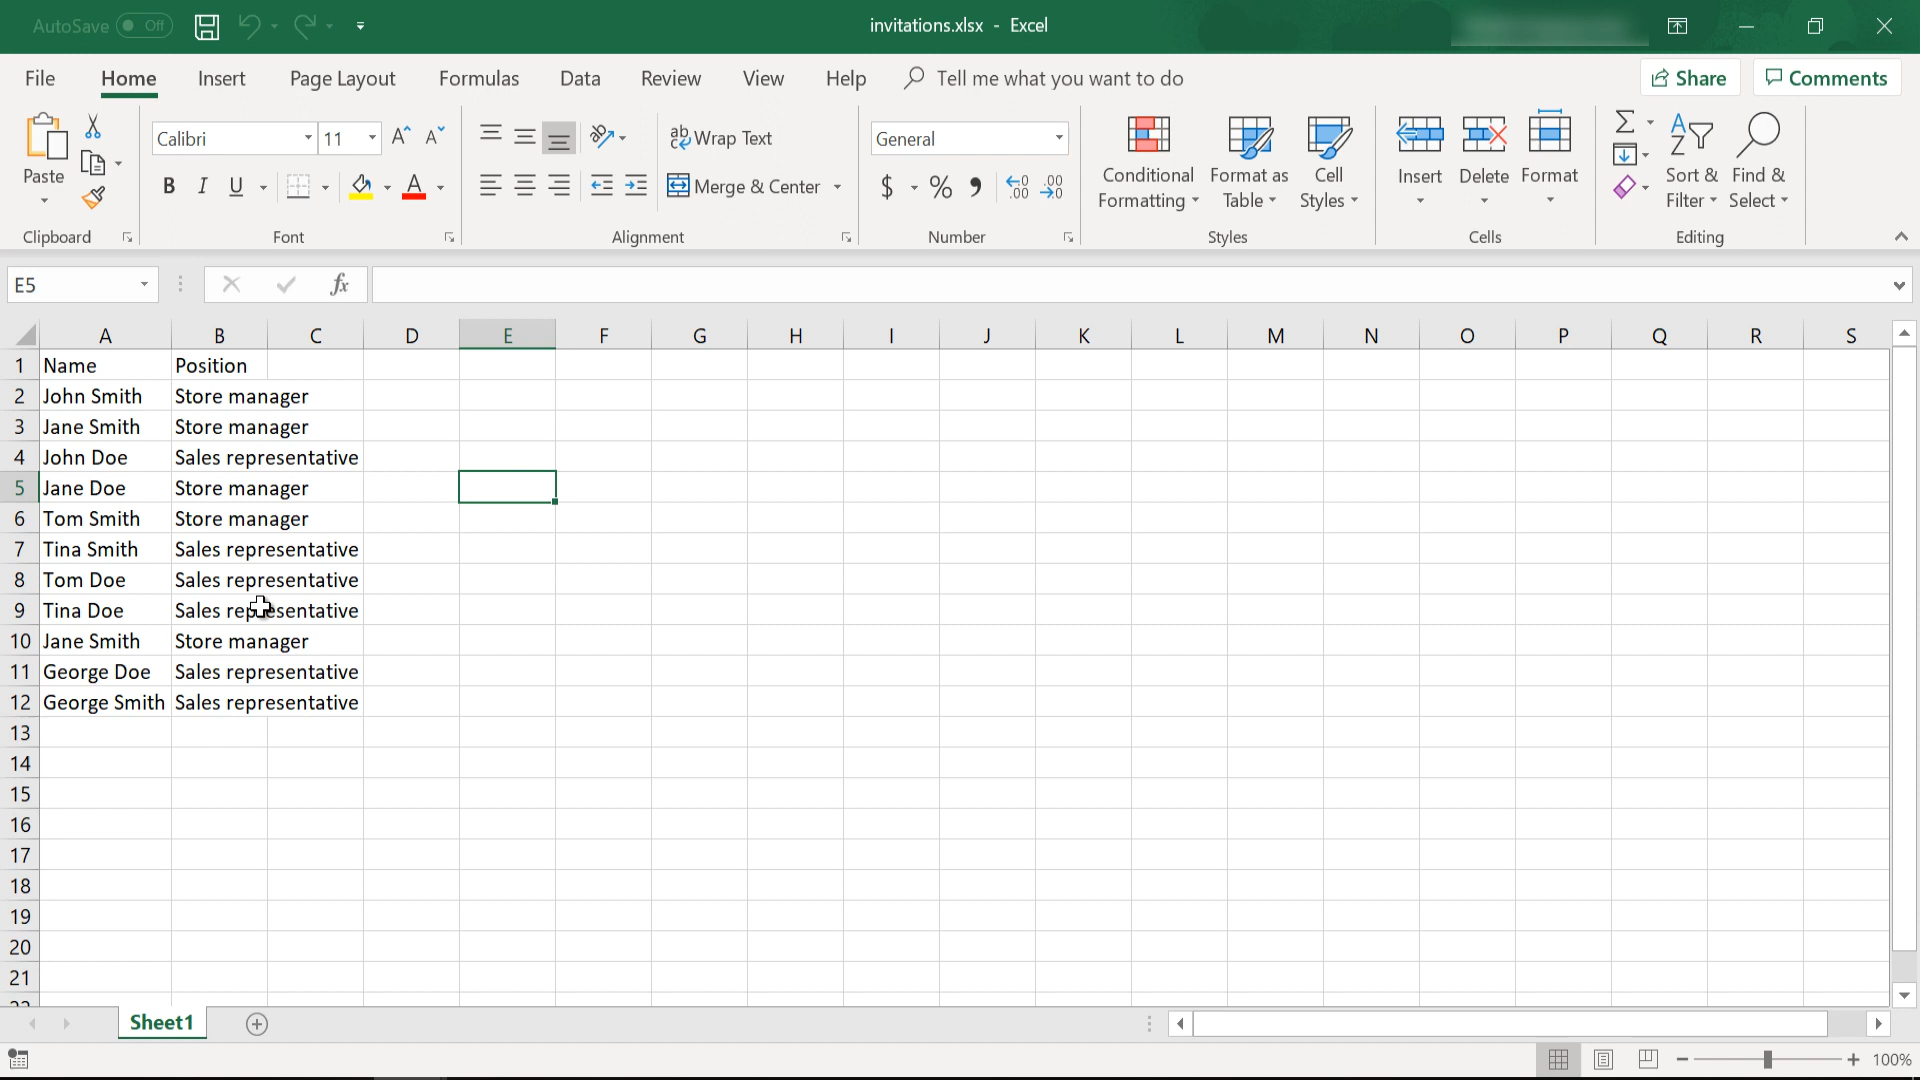 AutoSave Off invitations.xlsx - Excel
File Home Insert Page Layout Formulas Data Review View Help Tell me what you want to do Share Comments
Paste Calibri 11 Wrap Text General Conditional Formatting Format as Table Cell Styles Insert Delete Format Sort & Filter Find & Select
B I U Merge & Center $ % 
Clipboard Font Alignment Number Styles Cells Editing
E5 fx
A B C D E F G H I J K L M N O P Q R S
1 Name Position
2 John Smith Store manager
3 Jane Smith Store manager
4 John Doe Sales representative
5 Jane Doe Store manager
6 Tom Smith Store manager
7 Tina Smith Sales representative
8 Tom Doe Sales representative
9 Tina Doe Sales representative
10 Jane Smith Store manager
11 George Doe Sales representative
12 George Smith Sales representative
13
14
15
16
17
18
19
20
21
22
Sheet1
100%